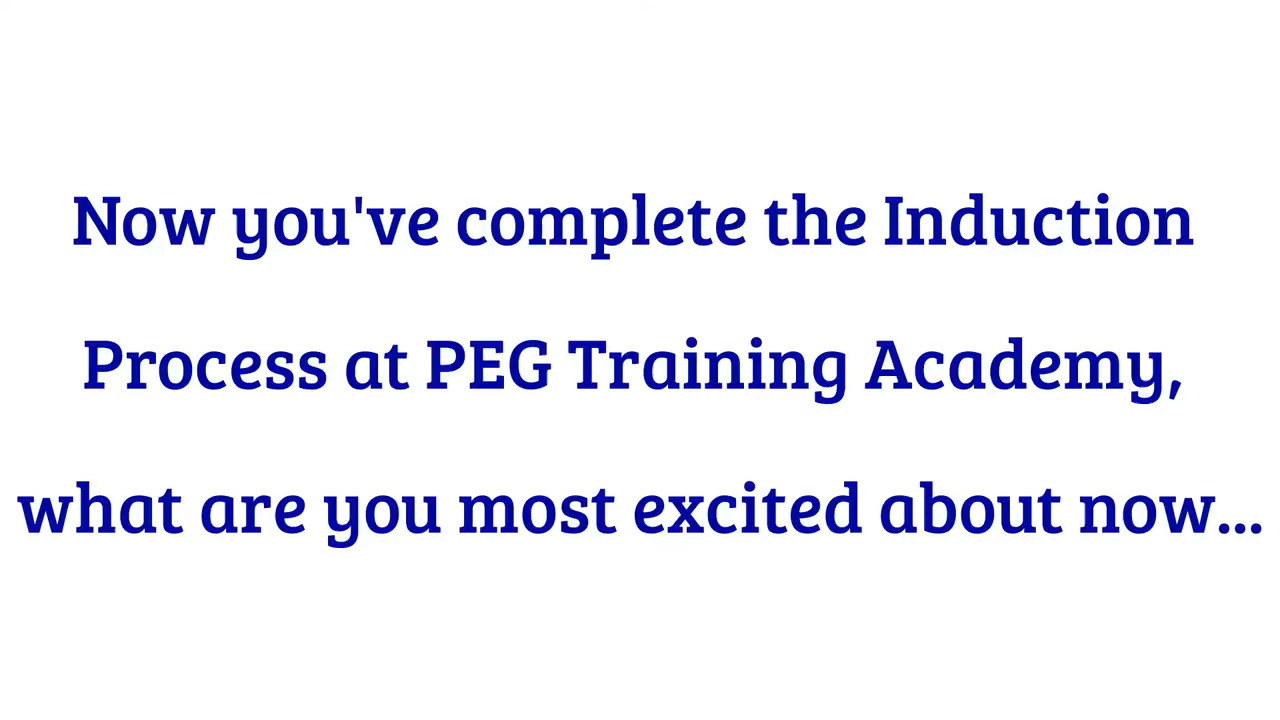 Now you've complete the Induction
Process at PEG Training Academy,
what are you most excited about now...